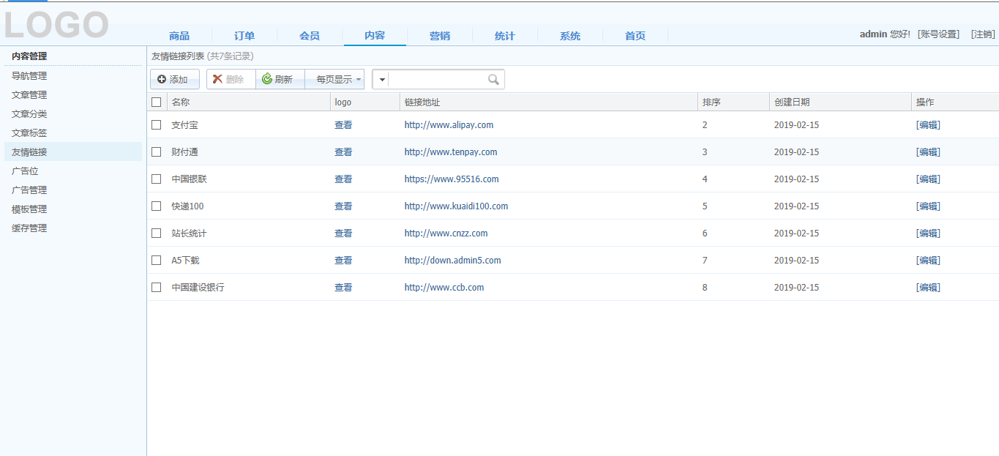 LOGO
商品 订单 会员 内容 营销 统计 系统 首页 admin 您好! [账号设置] [注销]
内容管理
导航管理
文章管理
文章分类
文章标签
友情链接
广告位
广告管理
模板管理
缓存管理
友情链接列表 (共7条记录)
添加 删除 刷新 每页显示
名称 logo 链接地址 排序 创建日期 操作
支付宝 查看 http://www.alipay.com 2 2019-02-15 [编辑]
财付通 查看 http://www.tenpay.com 3 2019-02-15 [编辑]
中国银联 查看 https://www.95516.com 4 2019-02-15 [编辑]
快递100 查看 http://www.kuaidi100.com 5 2019-02-15 [编辑]
站长统计 查看 http://www.cnzz.com 6 2019-02-15 [编辑]
A5下载 查看 http://down.admin5.com 7 2019-02-15 [编辑]
中国建设银行 查看 http://www.ccb.com 8 2019-02-15 [编辑]